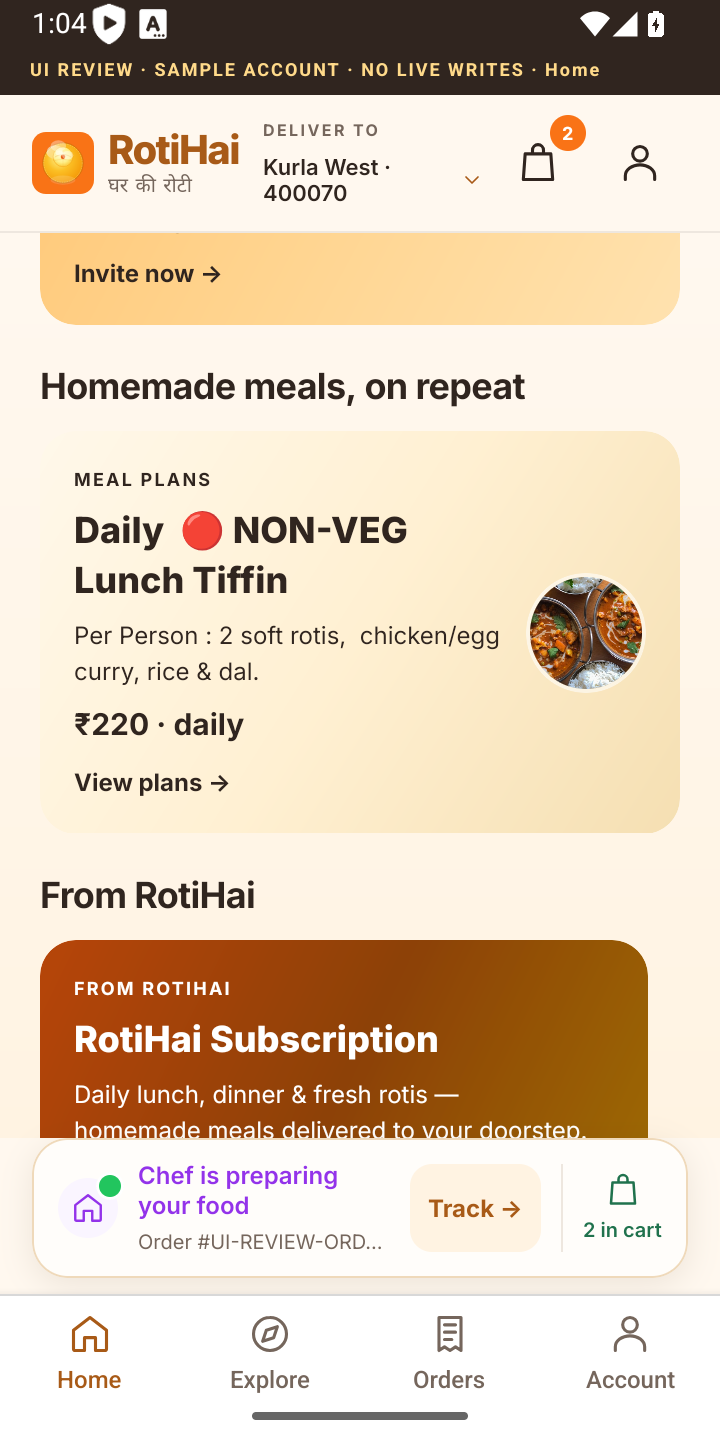 1:04
UI REVIEW · SAMPLE ACCOUNT · NO LIVE WRITES · Home
RotiHai
घर की रोटी
DELIVER TO
Kurla West ·
400070
2
Invite now →
Homemade meals, on repeat
MEAL PLANS
Daily 🔴 NON-VEG
Lunch Tiffin
Per Person : 2 soft rotis, chicken/egg
curry, rice & dal.
₹220 · daily
View plans →
From RotiHai
FROM ROTIHAI
RotiHai Subscription
Daily lunch, dinner & fresh rotis —
homemade meals delivered to your doorstep.
Chef is preparing
your food
Order #UI-REVIEW-ORD...
Track →
2 in cart
Home
Explore
Orders
Account